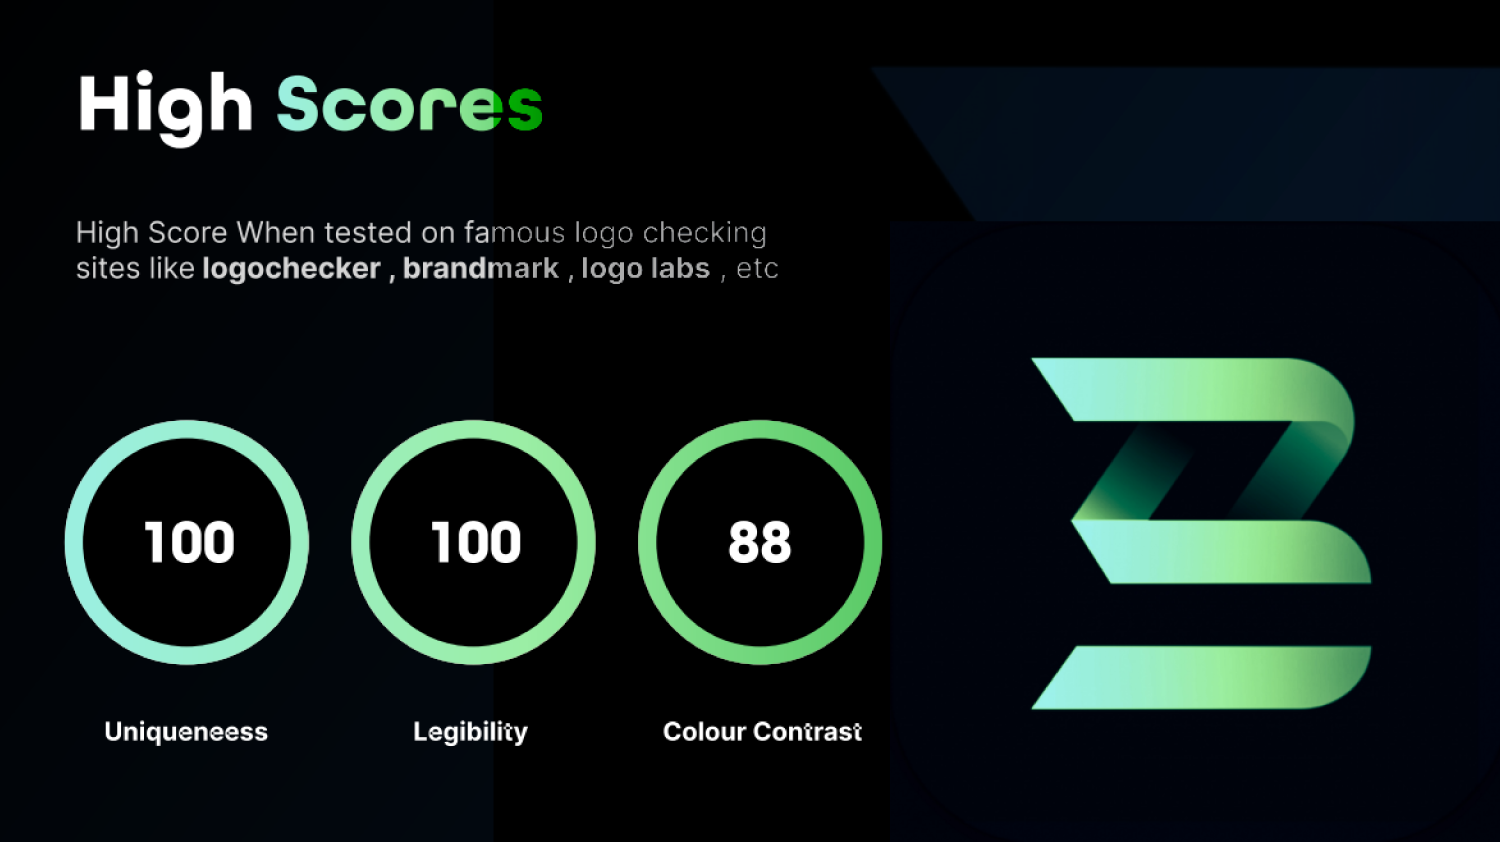 High Scores
High Score When tested on famous logo checking
sites like logochecker , brandmark , logo labs , etc
100
100
88
Uniqueneess
Legibility
Colour Contrast